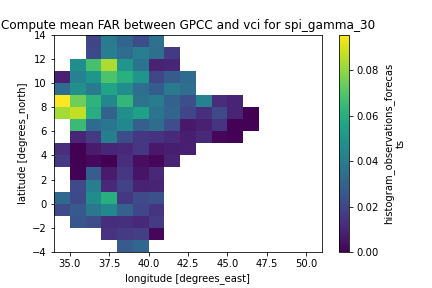 Compute mean FAR between GPCC and vci for spi_gamma_30
14
12
10
8
6
4
2
0
−2
−4
latitude [degrees_north]
35.0 37.5 40.0 42.5 45.0 47.5 50.0
longitude [degrees_east]
0.08
0.06
0.04
0.02
0.00
histogram_observations_forecas
ts